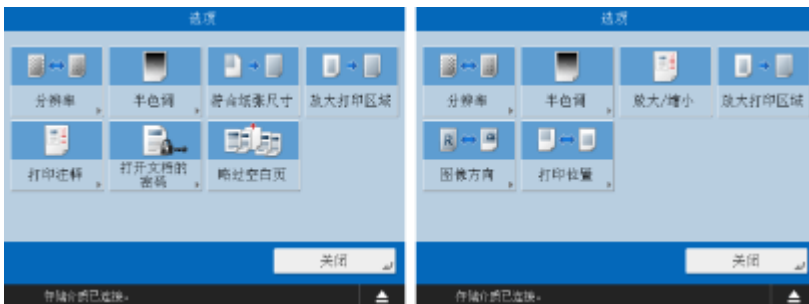 选项
分辨率
半色调
符合纸张尺寸
放大打印区域
打印注释
打开文档的
密码
略过空白页
关闭
存储介质已连接。
选项
分辨率
半色调
放大/缩小
放大打印区域
图像方向
打印位置
关闭
存储介质已连接。